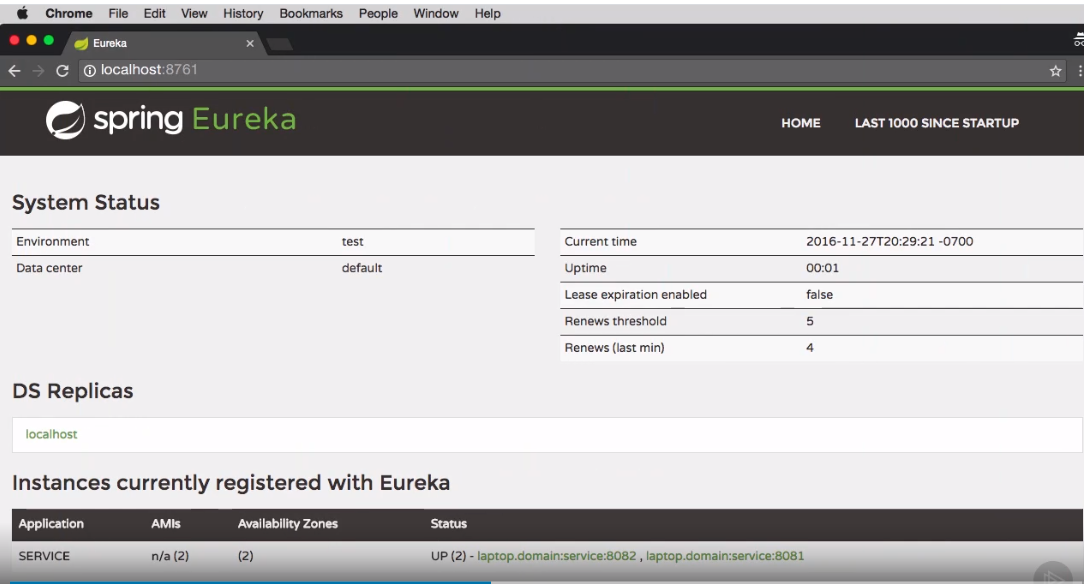 Chrome File Edit View History Bookmarks People Window Help
Eureka
localhost:8761
spring Eureka
HOME LAST 1000 SINCE STARTUP
System Status
Environment test
Data center default
Current time 2016-11-27T20:29:21 -0700
Uptime 00:01
Lease expiration enabled false
Renews threshold 5
Renews (last min) 4
DS Replicas
localhost
Instances currently registered with Eureka
Application AMIs Availability Zones Status
SERVICE n/a (2) (2) UP (2) - laptop.domain:service:8082 , laptop.domain:service:8081